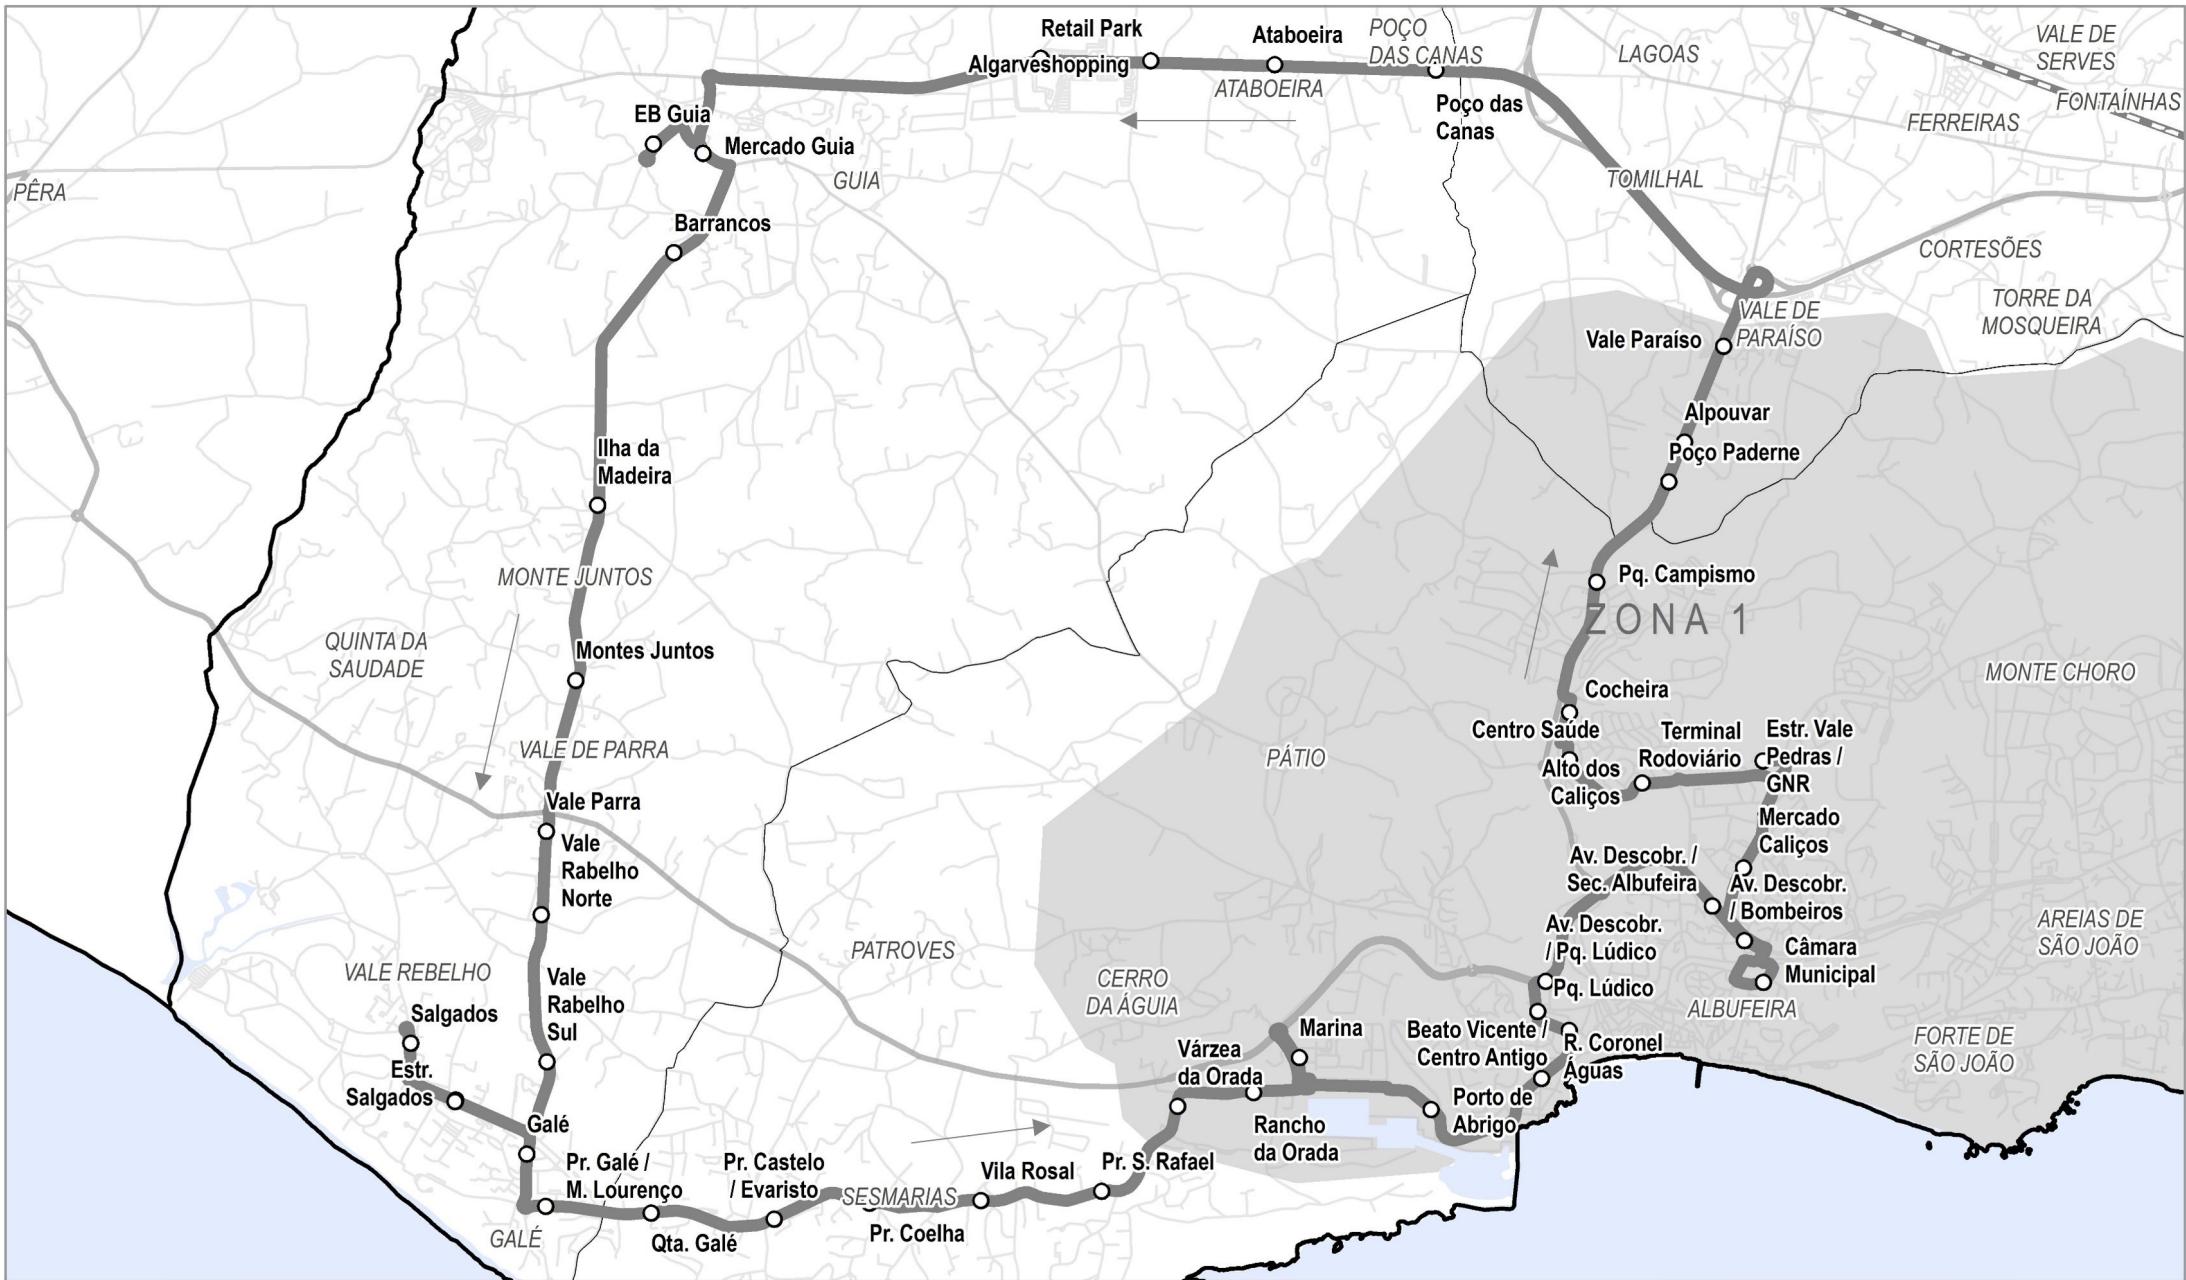 Retail Park
Algarveshopping
Ataboeira
POÇO
DAS CANAS
LAGOAS
VALE DE
SERVES
FONTAÍNHAS
ATABOEIRA
Poço das
Canas
FERREIRAS
EB Guia
Mercado Guia
GUIA
PÊRA
TOMILHAL
Barrancos
CORTESÕES
TORRE DA
MOSQUEIRA
VALE DE
PARAÍSO
Vale Paraíso
Alpouvar
Poço Paderne
Ilha da
Madeira
MONTE JUNTOS
Pq. Campismo
ZONA 1
QUINTA DA
SAUDADE
Montes Juntos
MONTE CHORO
Cocheira
Centro Saúde
Terminal
Rodoviário
Estr. Vale
Pedras /
GNR
VALE DE PARRA
PÁTIO
Alto dos
Caliços
Vale Parra
Mercado
Caliços
Vale
Rabelho
Norte
Av. Descobr. /
Sec. Albufeira
Av. Descobr.
/ Bombeiros
AREIAS DE
SÃO JOÃO
Av. Descobr.
/ Pq. Lúdico
PATROVES
Câmara
Municipal
VALE REBELHO
CERRO
DA ÁGUIA
Vale
Rabelho
Sul
Pq. Lúdico
ALBUFEIRA
Salgados
Marina
Beato Vicente /
Centro Antigo
R. Coronel
Águas
FORTE DE
SÃO JOÃO
Várzea
da Orada
Estr.
Salgados
Porto de
Abrigo
Galé
Rancho
da Orada
Pr. Galé /
M. Lourenço
Pr. Castelo
/ Evaristo
Vila Rosal
Pr. S. Rafael
SESMARIAS
GALÉ
Qta. Galé
Pr. Coelha